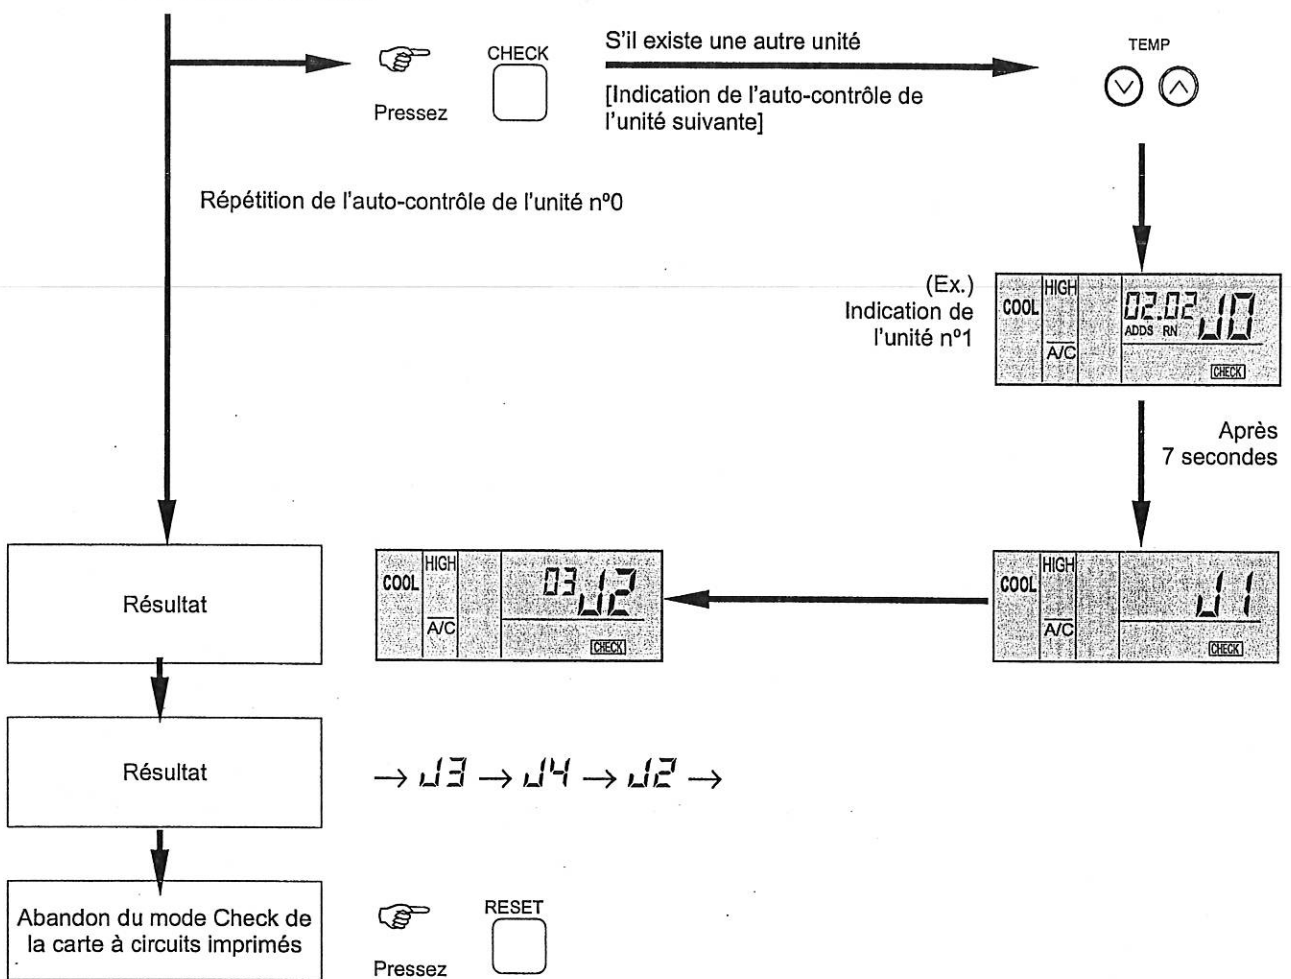 CHECK
Pressez
S'il existe une autre unité
[Indication de l'auto-contrôle de
l'unité suivante]
TEMP
Répétition de l'auto-contrôle de l'unité nº0
(Ex.)
Indication de
l'unité nº1
COOL HIGH A/C 02.02 J0
ADDS RN
CHECK
Après
7 secondes
Résultat
COOL HIGH A/C 03 J2
CHECK
COOL HIGH A/C J1
CHECK
Résultat
→ J3 → J4 → J2 →
Abandon du mode Check de
la carte à circuits imprimés
RESET
Pressez